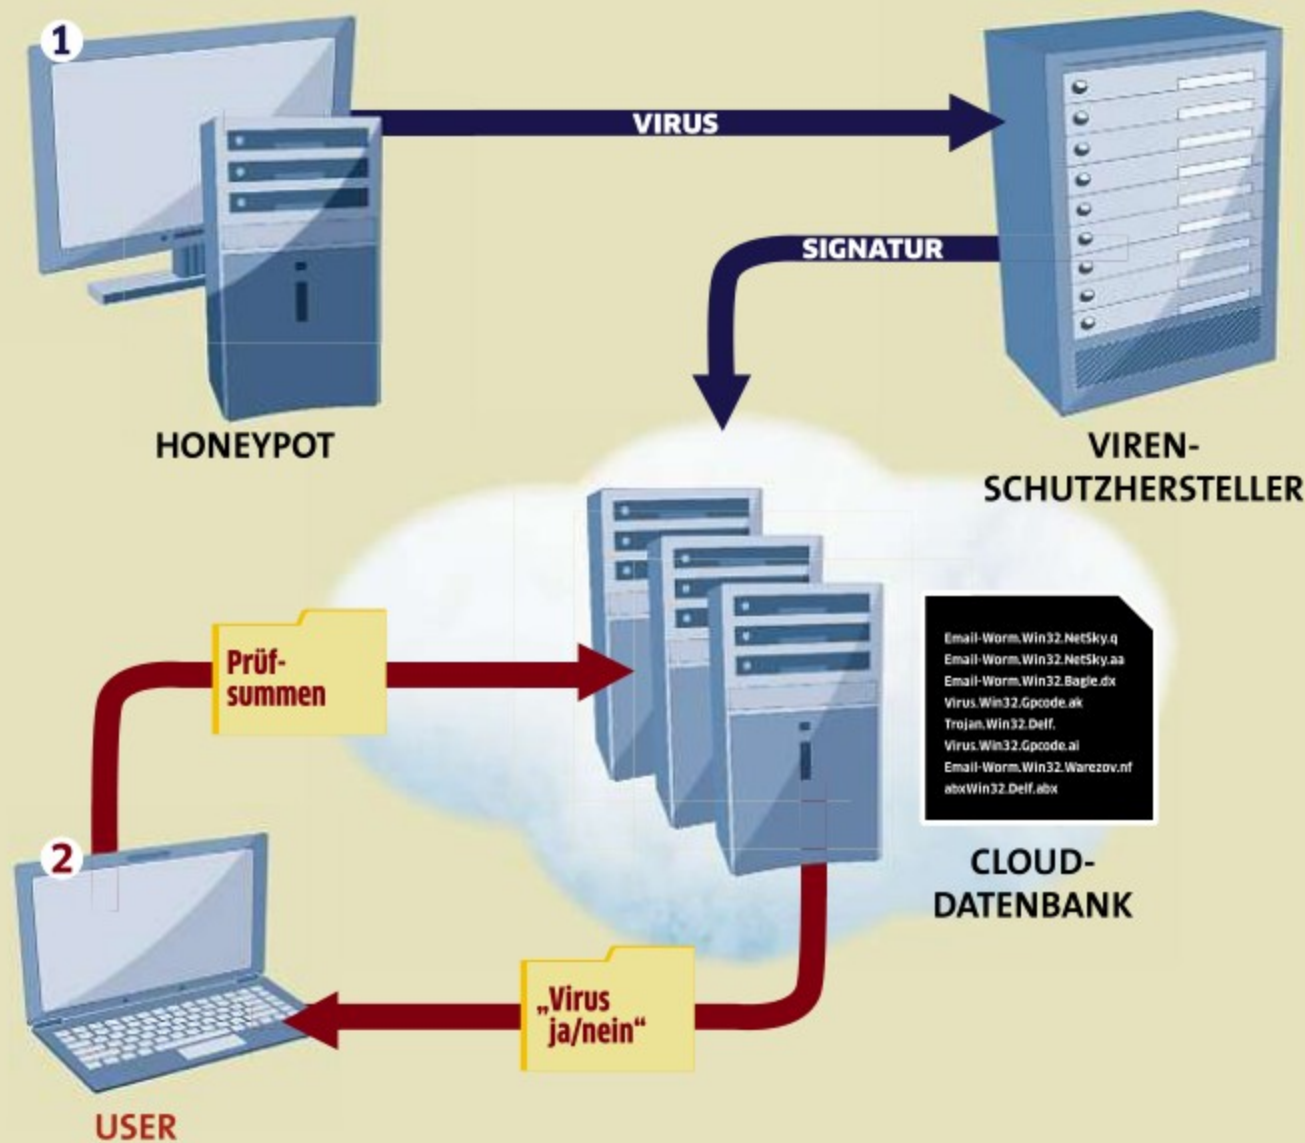 1
VIRUS
SIGNATUR
HONEYPOT
VIREN-
SCHUTZHERSTELLER
Prüf-
summen
Email-Worm.Win32.NetSky.q
Email-Worm.Win32.NetSky.aa
Email-Worm.Win32.Bagle.dx
Virus.Win32.Gpcode.ak
Trojan.Win32.Delf.
Virus.Win32.Gpcode.ai
Email-Worm.Win32.Warezov.nf
abxWin32.Delf.abx
2
CLOUD-
DATENBANK
„Virus
ja/nein“
USER